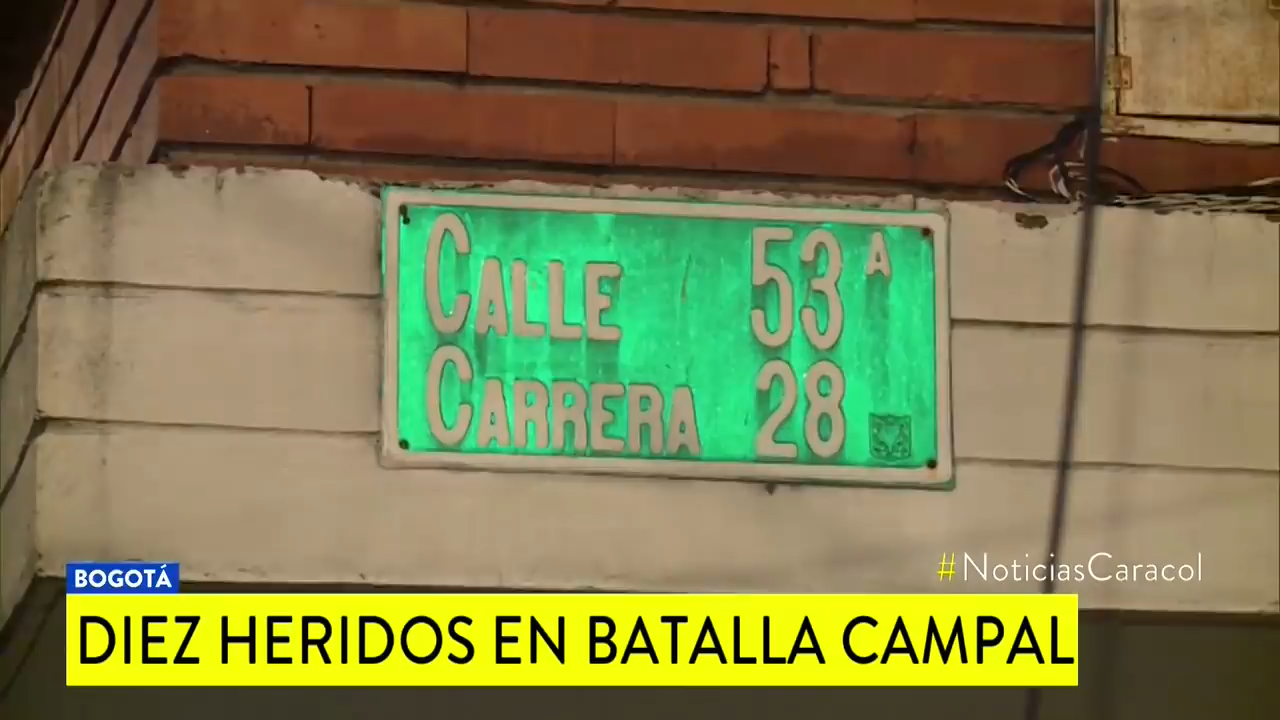 CALLE 53 A
CARRERA 28
#NoticiasCaracol
BOGOTÁ
DIEZ HERIDOS EN BATALLA CAMPAL